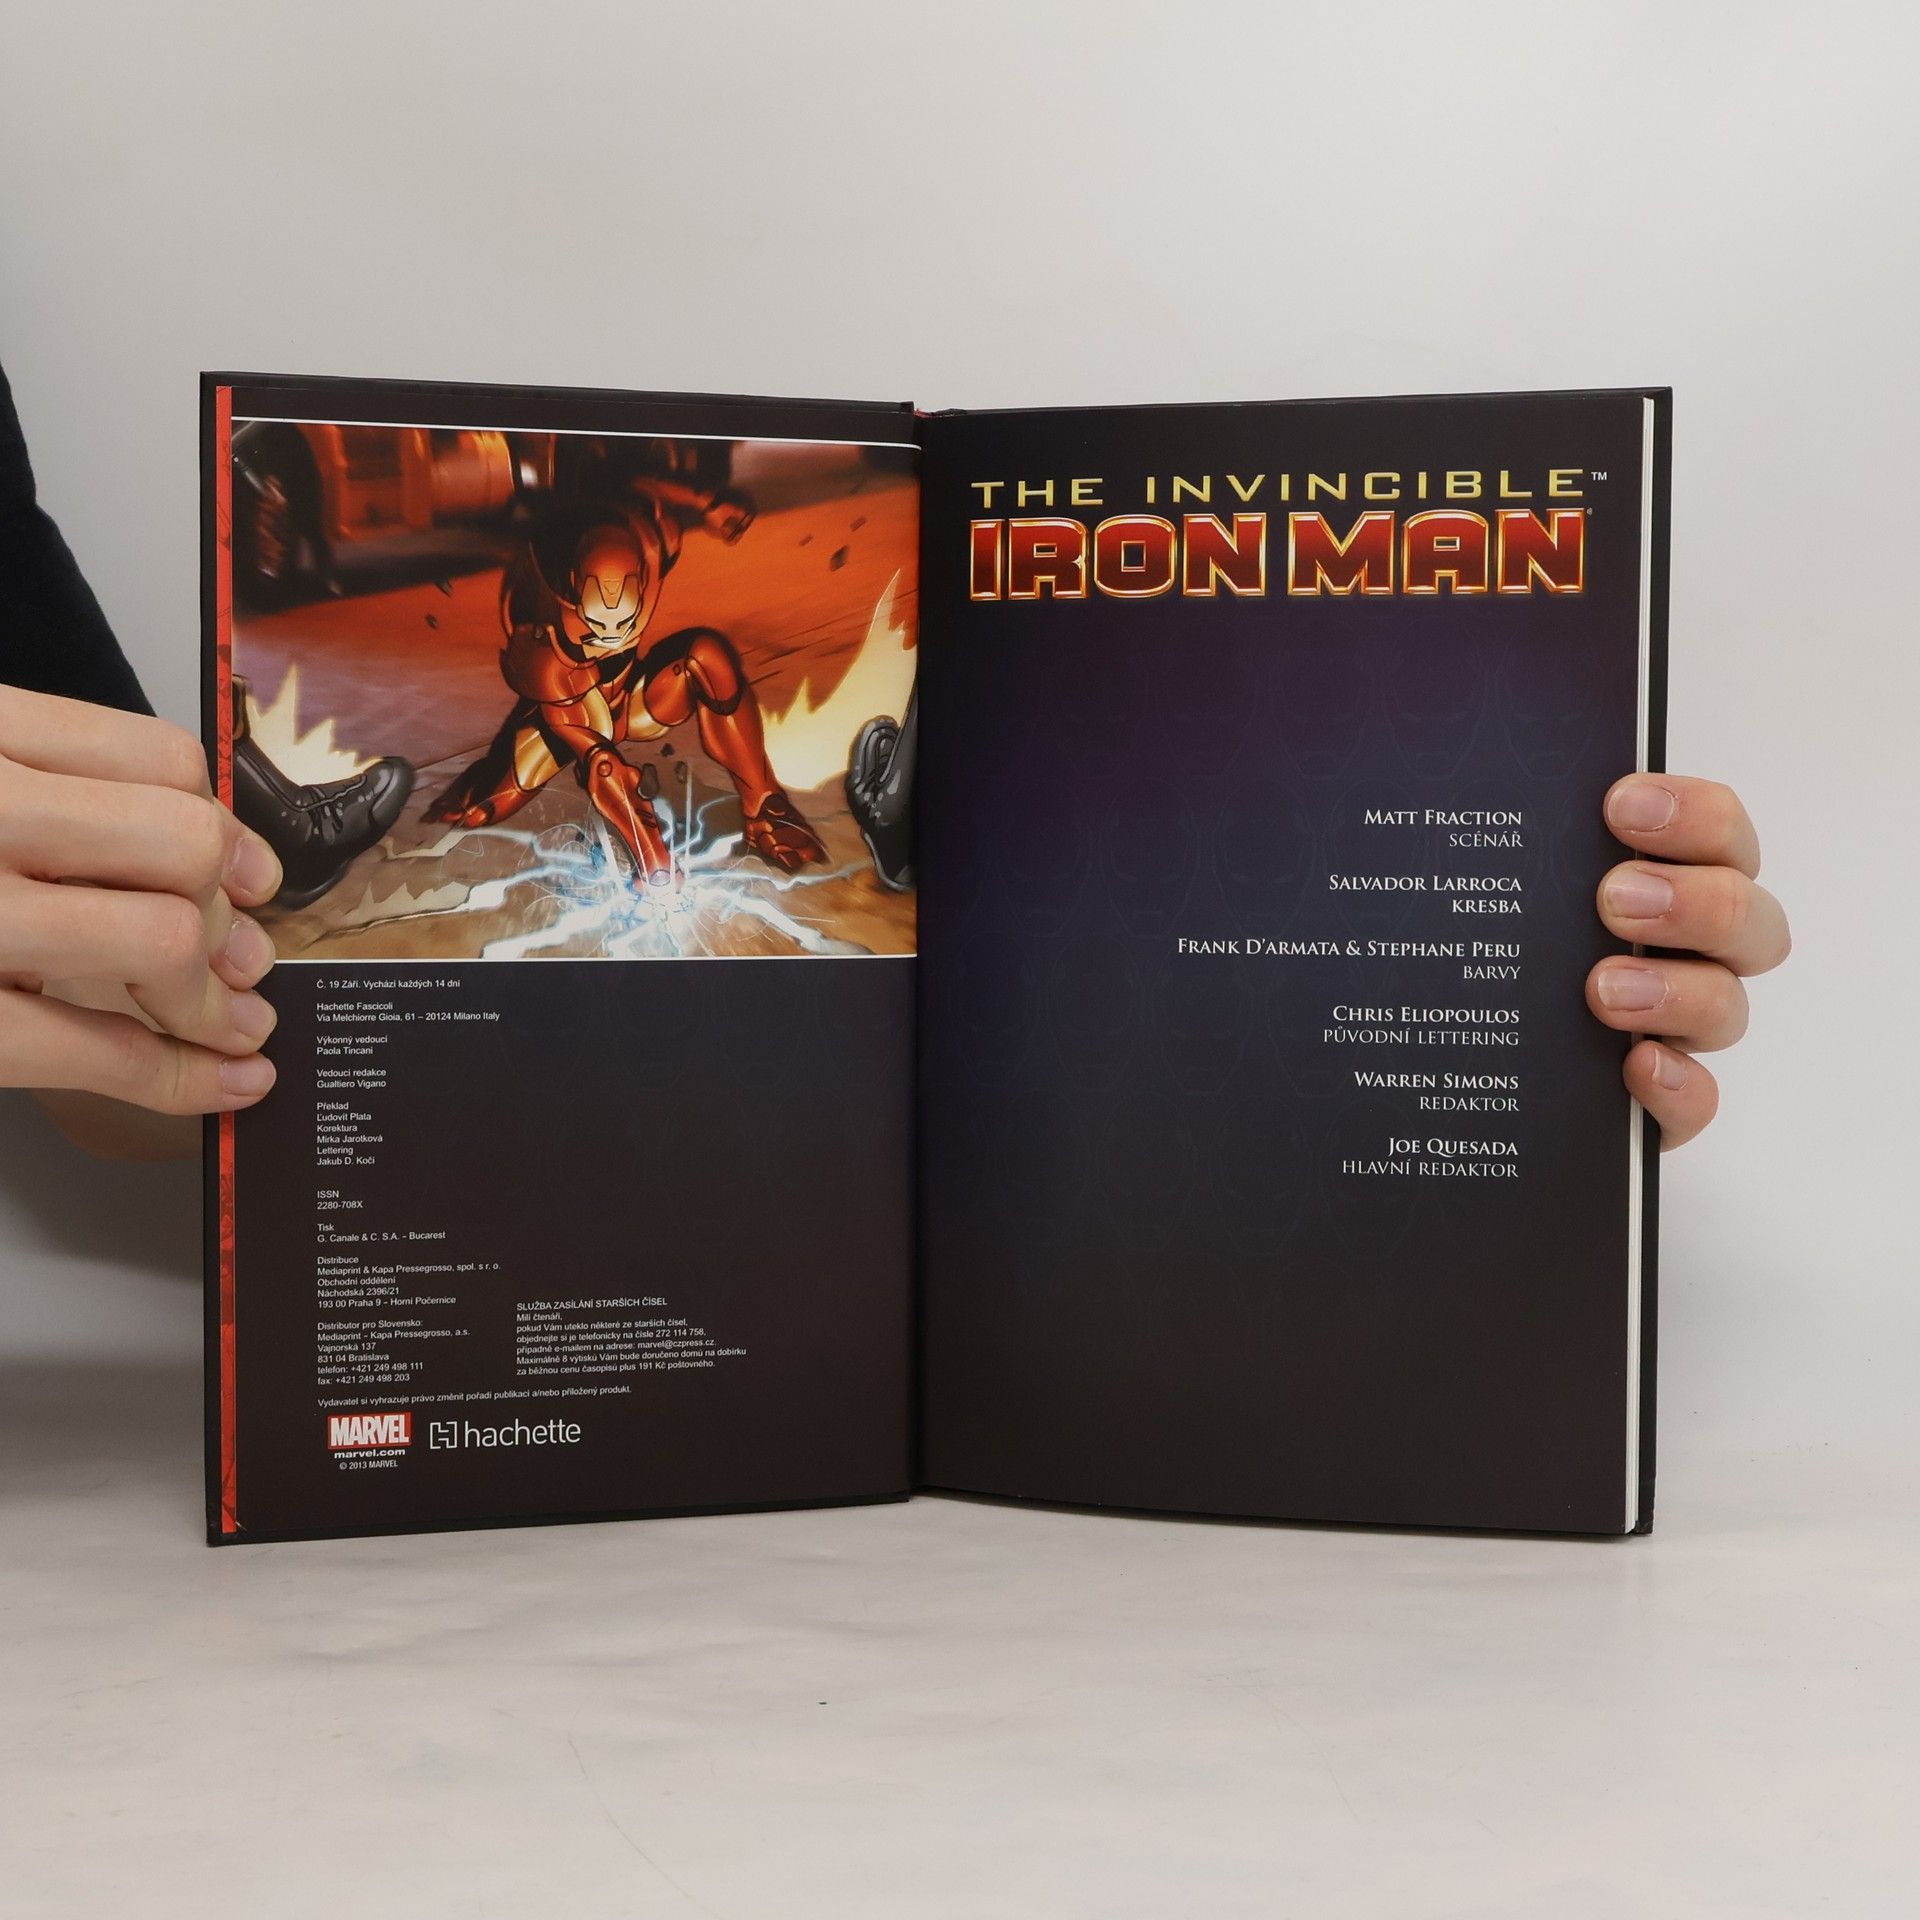 Č. 19 Září. Vychází každých 14 dní
Hachette Fascicoli
Via Melchiorre Gioia, 61 – 20124 Milano Italy
Výkonný vedoucí
Paola Tincani
Vedoucí redakce
Gualtiero Vigano
Překlad
Ľudovít Plata
Korektura
Mirka Jarotková
Lettering
Jakub D. Kočí
ISSN
2280-708X
Tisk
G. Canale & C. S.A. – Bucarest
Distribuce
Mediaprint & Kapa Pressegrosso, spol. s r. o.
Obchodní oddělení
Náchodská 2396/21
193 00 Praha 9 – Horní Počernice
Distributor pro Slovensko:
Mediaprint – Kapa Pressegrosso, a.s.
Vajnorská 137
831 04 Bratislava
telefon: +421 249 498 111
fax: +421 249 498 203
SLUŽBA ZASÍLÁNÍ STARŠÍCH ČÍSEL
Milí čtenáři,
pokud Vám uteklo některé ze starších čísel,
objednejte si je telefonicky na čísle 272 114 758,
případně e-mailem na adrese: marvel@czpress.cz.
Maximálně 8 výtisků Vám bude doručeno domů na dobírku
za běžnou cenu časopisů plus 191 Kč poštovného.
Vydavatel si vyhrazuje právo změnit pořadí publikací a/nebo přiložený produkt.
MARVEL
marvel.com
© 2013 MARVEL
hachette
THE INVINCIBLE™
IRON MAN®
MATT FRACTION
SCÉNÁŘ
SALVADOR LARROCA
KRESBA
FRANK D'ARMATA & STEPHANE PERU
BARVY
CHRIS ELIOPOULOS
PŮVODNÍ LETTERING
WARREN SIMONS
REDAKTOR
JOE QUESADA
HLAVNÍ REDAKTOR